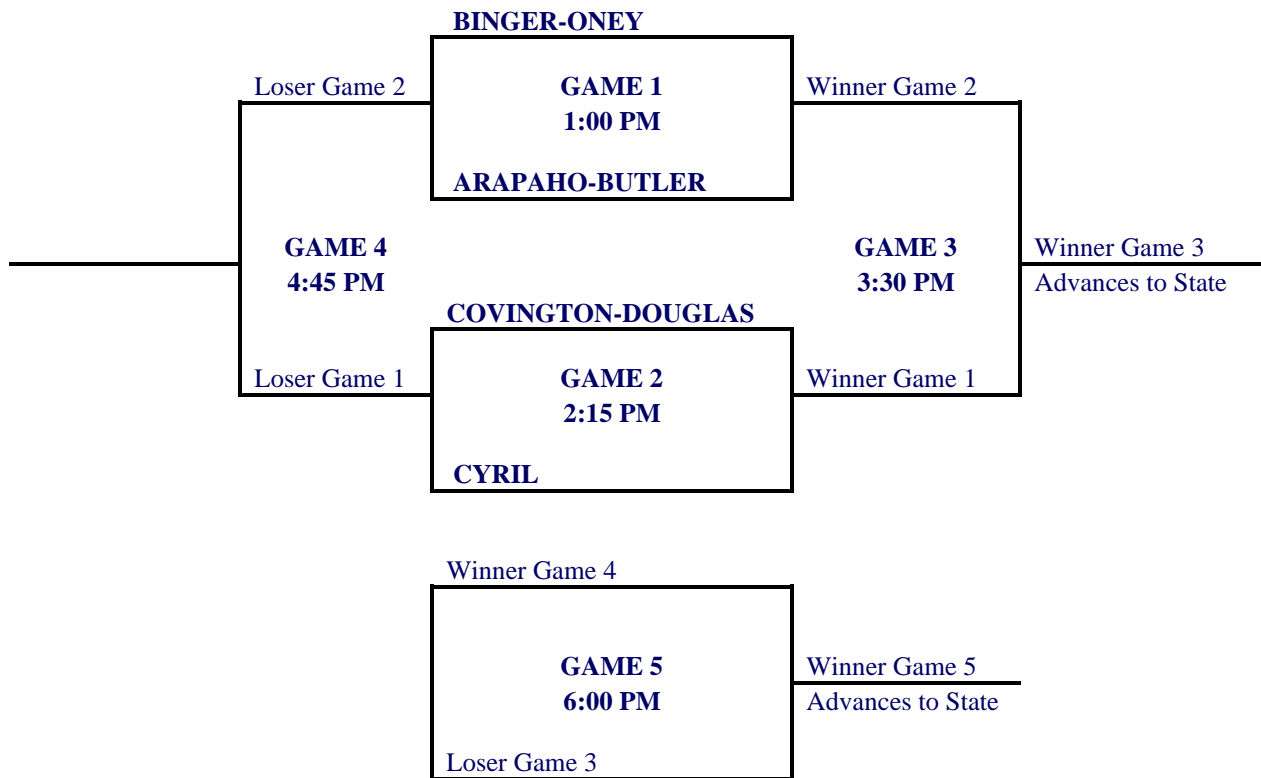 BINGER-ONEY
Loser Game 2
GAME 1
Winner Game 2
1:00 PM
ARAPAHO-BUTLER
GAME 4
GAME 3
Winner Game 3
4:45 PM
3:30 PM
Advances to State
COVINGTON-DOUGLAS
Loser Game 1
GAME 2
Winner Game 1
2:15 PM
CYRIL
Winner Game 4
GAME 5
Winner Game 5
6:00 PM
Advances to State
Loser Game 3